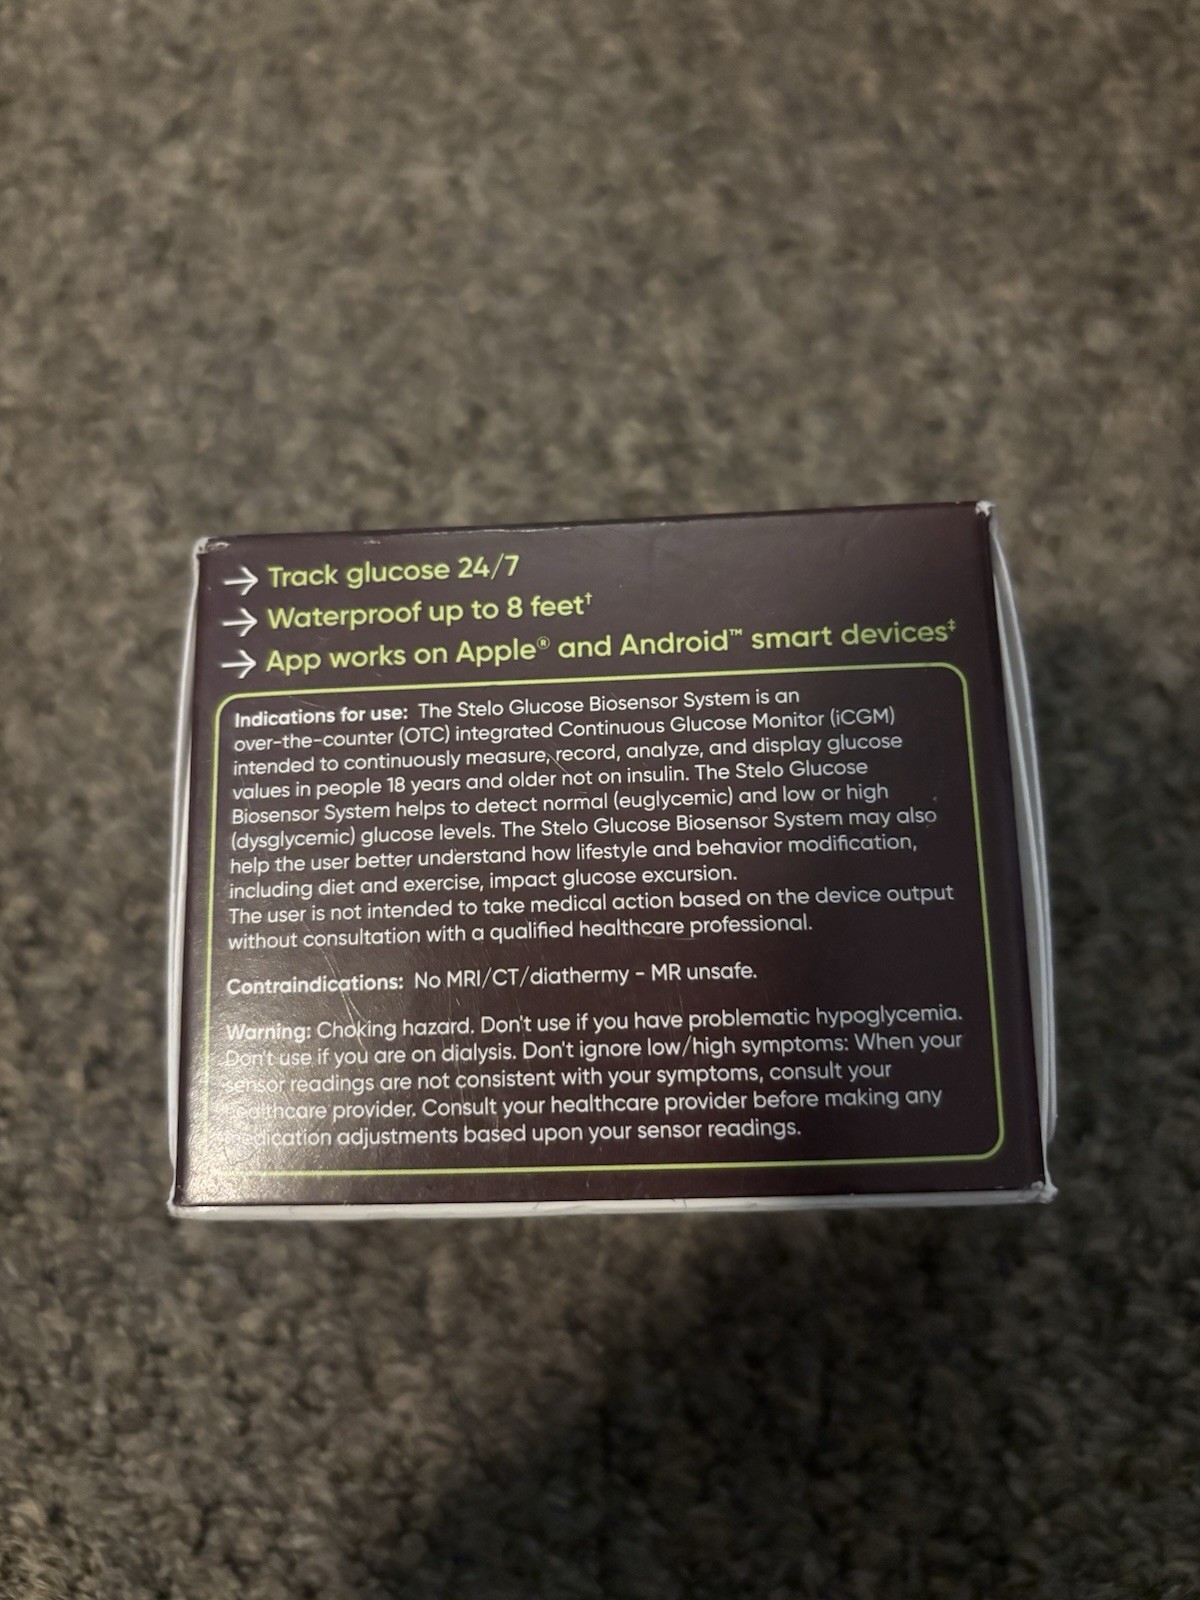 → Track glucose 24/7
→ Waterproof up to 8 feet†
→ App works on Apple® and Android™ smart devices‡
Indications for use: The Stelo Glucose Biosensor System is an
over-the-counter (OTC) integrated Continuous Glucose Monitor (iCGM)
intended to continuously measure, record, analyze, and display glucose
values in people 18 years and older not on insulin. The Stelo Glucose
Biosensor System helps to detect normal (euglycemic) and low or high
(dysglycemic) glucose levels. The Stelo Glucose Biosensor System may also
help the user better understand how lifestyle and behavior modification,
including diet and exercise, impact glucose excursion.
The user is not intended to take medical action based on the device output
without consultation with a qualified healthcare professional.
Contraindications: No MRI/CT/diathermy - MR unsafe.
Warning: Choking hazard. Don't use if you have problematic hypoglycemia.
Don't use if you are on dialysis. Don't ignore low/high symptoms: When your
sensor readings are not consistent with your symptoms, consult your
healthcare provider. Consult your healthcare provider before making any
medication adjustments based upon your sensor readings.